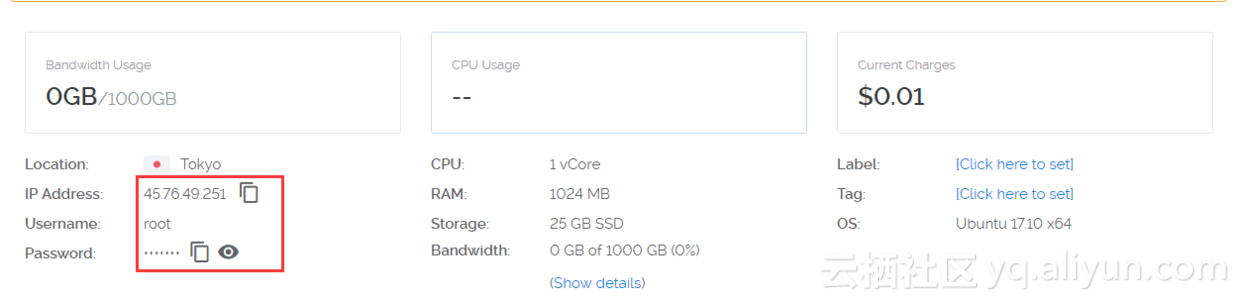 Bandwidth Usage
0GB/1000GB
CPU Usage
--
Current Charges
$0.01
Location: Tokyo
IP Address: 45.76.49.251
Username: root
Password: ·······
CPU: 1 vCore
RAM: 1024 MB
Storage: 25 GB SSD
Bandwidth: 0 GB of 1000 GB (0%)
(Show details)
Label: [Click here to set]
Tag: [Click here to set]
OS: Ubuntu 17.10 x64
云栖社区 yq.aliyun.com